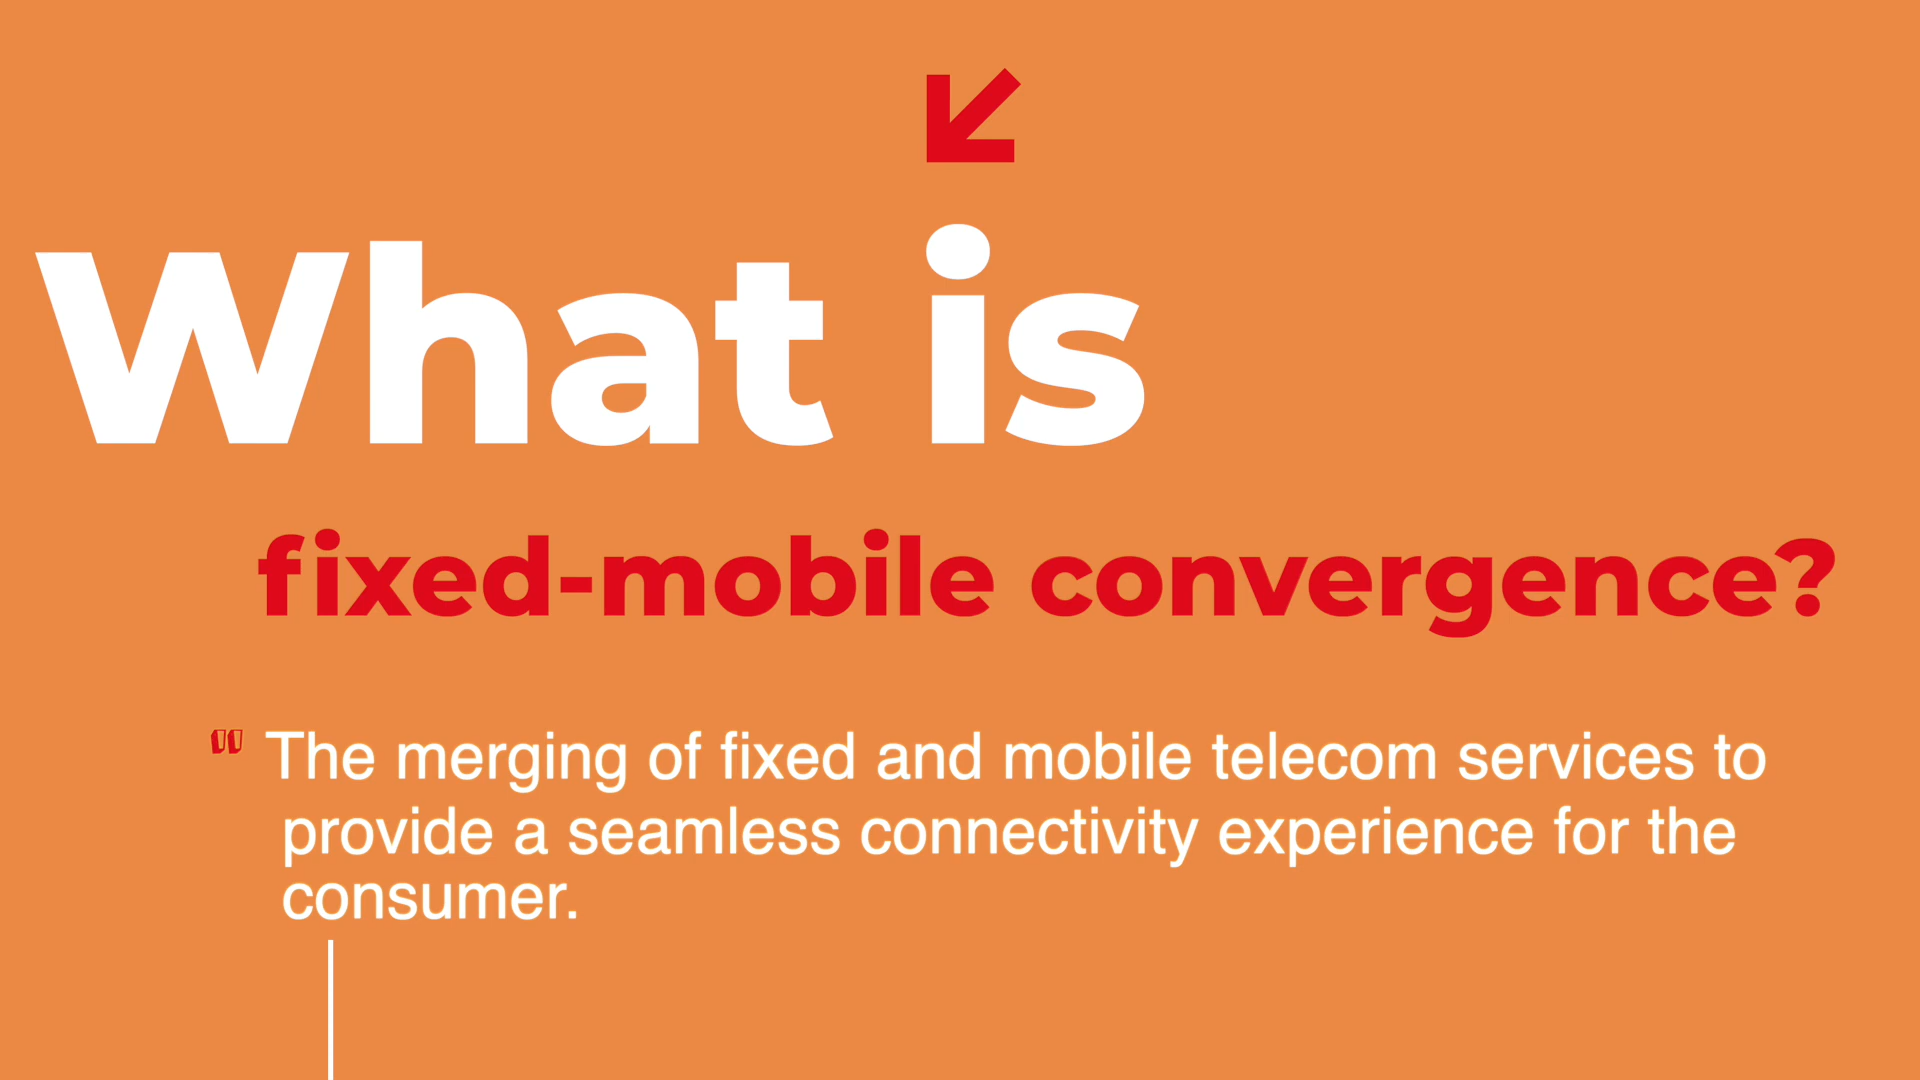 What is
fixed-mobile convergence?
" The merging of fixed and mobile telecom services to
provide a seamless connectivity experience for the
consumer.